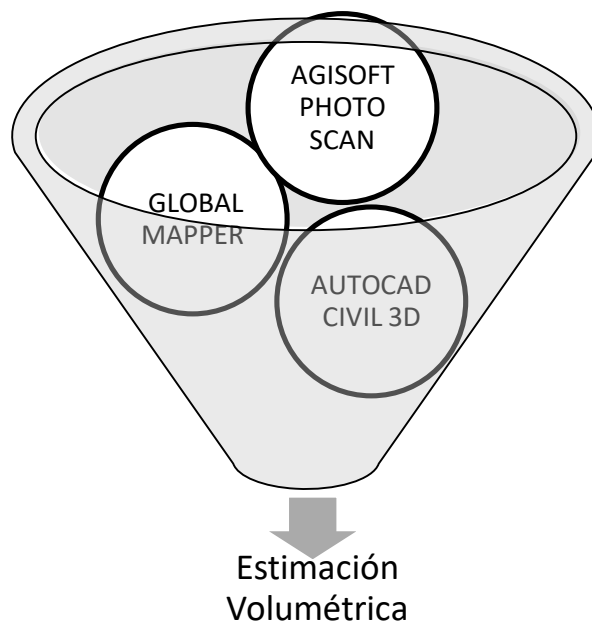 AGISOFT
PHOTO
SCAN
GLOBAL
MAPPER
AUTOCAD
CIVIL 3D
Estimación
Volumétrica